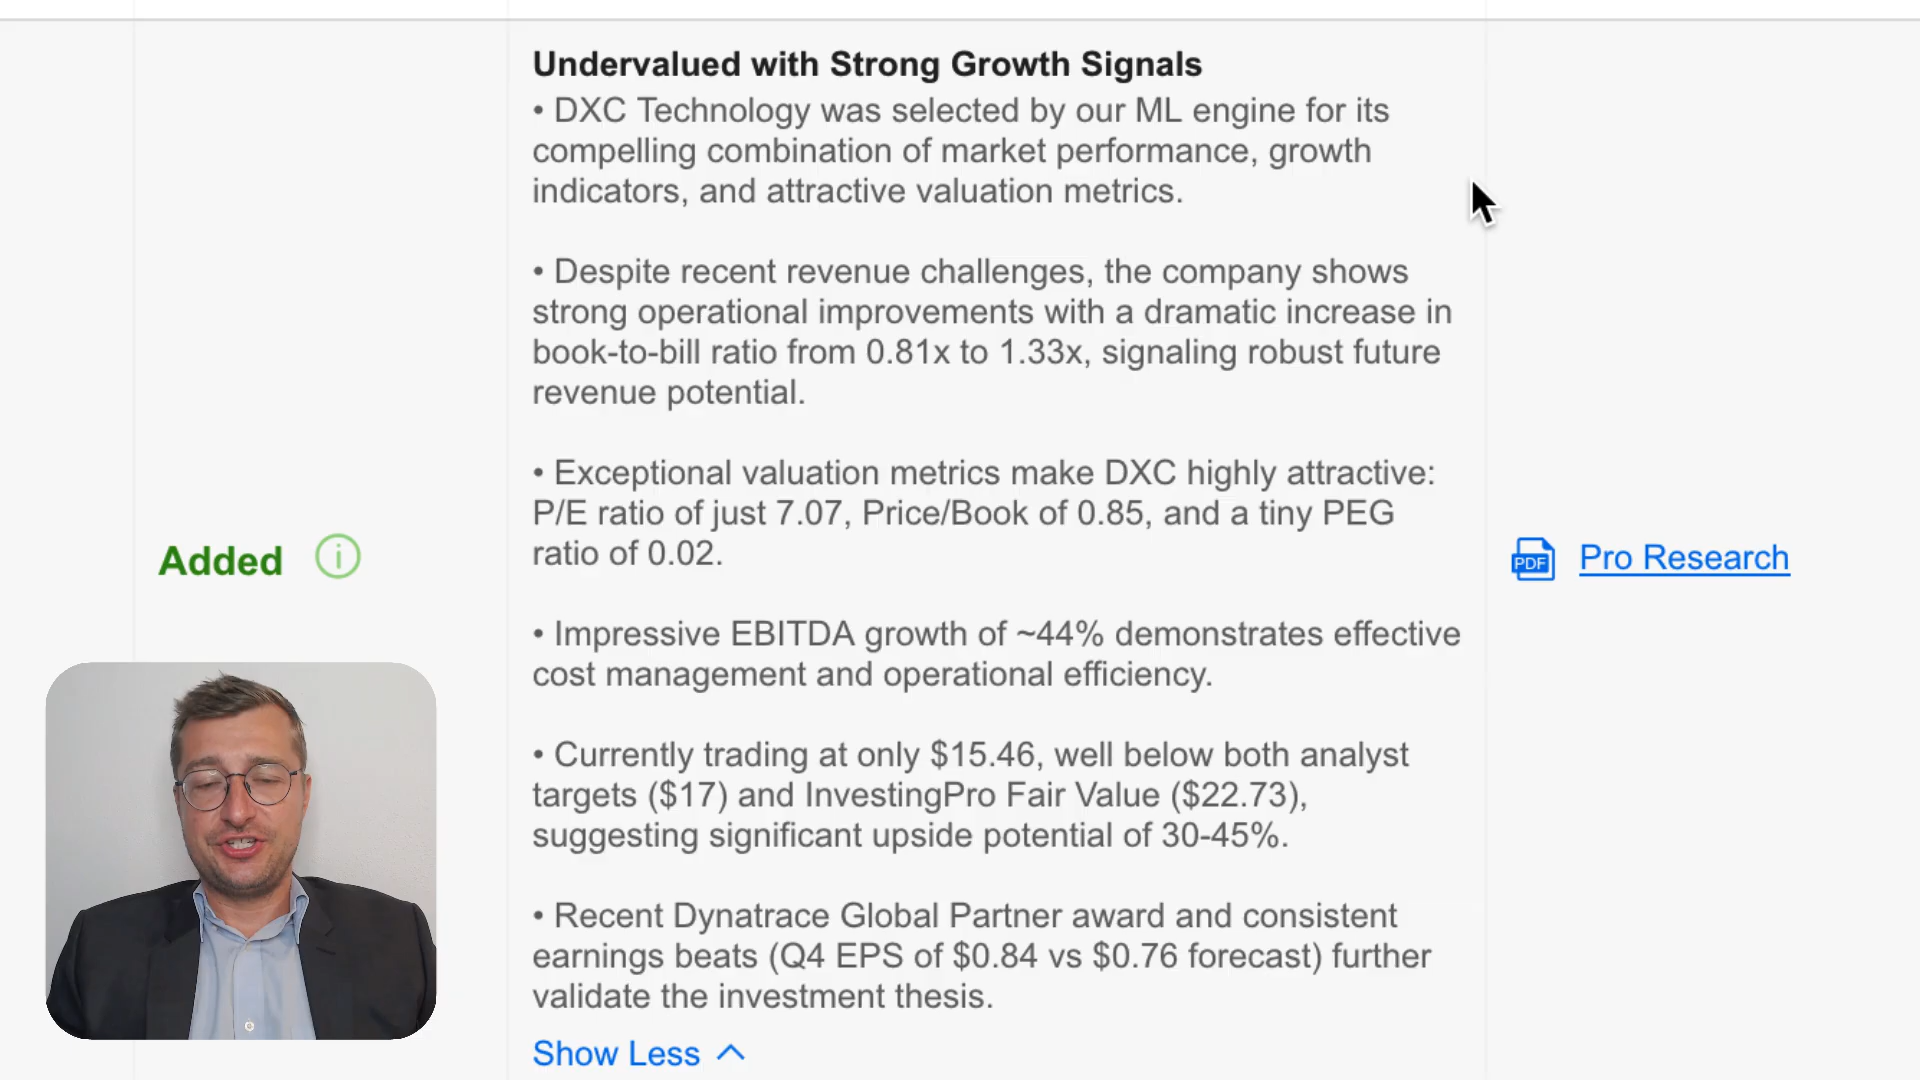 Undervalued with Strong Growth Signals
• DXC Technology was selected by our ML engine for its
compelling combination of market performance, growth
indicators, and attractive valuation metrics.
• Despite recent revenue challenges, the company shows
strong operational improvements with a dramatic increase in
book-to-bill ratio from 0.81x to 1.33x, signaling robust future
revenue potential.
• Exceptional valuation metrics make DXC highly attractive:
P/E ratio of just 7.07, Price/Book of 0.85, and a tiny PEG
ratio of 0.02.
Added
PDF Pro Research
• Impressive EBITDA growth of ~44% demonstrates effective
cost management and operational efficiency.
• Currently trading at only $15.46, well below both analyst
targets ($17) and InvestingPro Fair Value ($22.73),
suggesting significant upside potential of 30-45%.
• Recent Dynatrace Global Partner award and consistent
earnings beats (Q4 EPS of $0.84 vs $0.76 forecast) further
validate the investment thesis.
Show Less